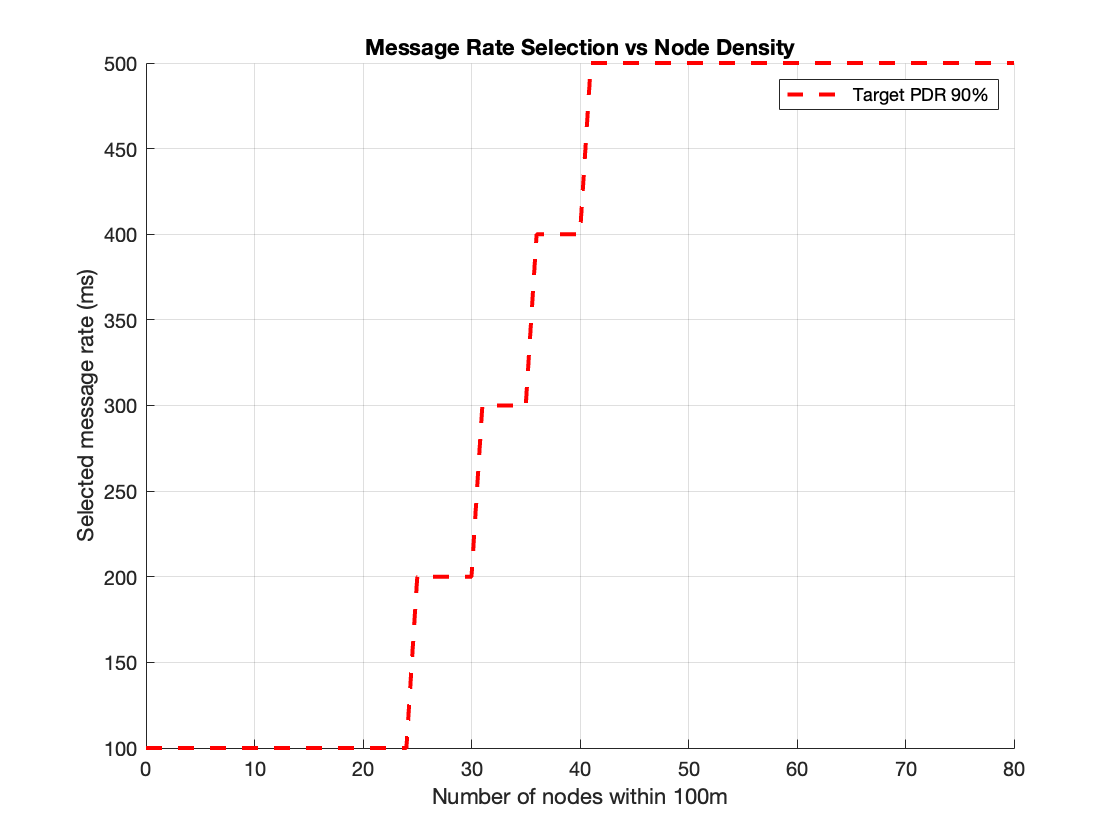 Message Rate Selection vs Node Density
500
450
400
350
300
250
200
150
100
Selected message rate (ms)
Target PDR 90%
0 10 20 30 40 50 60 70 80
Number of nodes within 100m